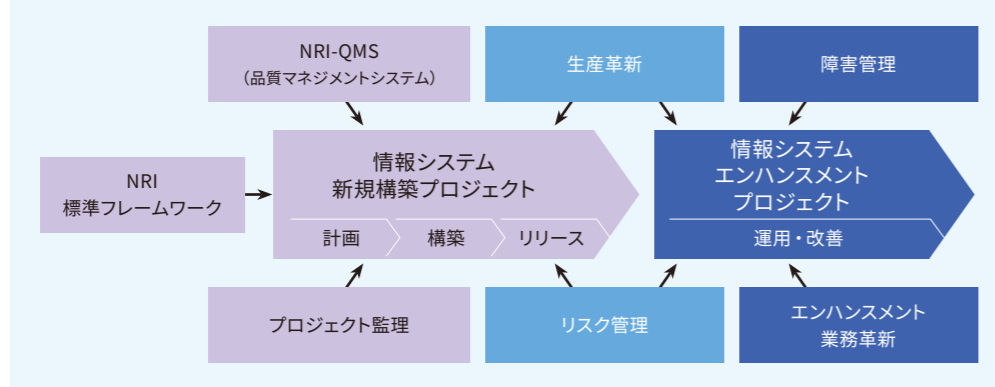 NRI-QMS
（品質マネジメントシステム）
生産革新
障害管理
NRI
標準フレームワーク
情報システム
新規構築プロジェクト
計画
構築
リリース
情報システム
エンハンスメント
プロジェクト
運用・改善
プロジェクト監理
リスク管理
エンハンスメント
業務革新